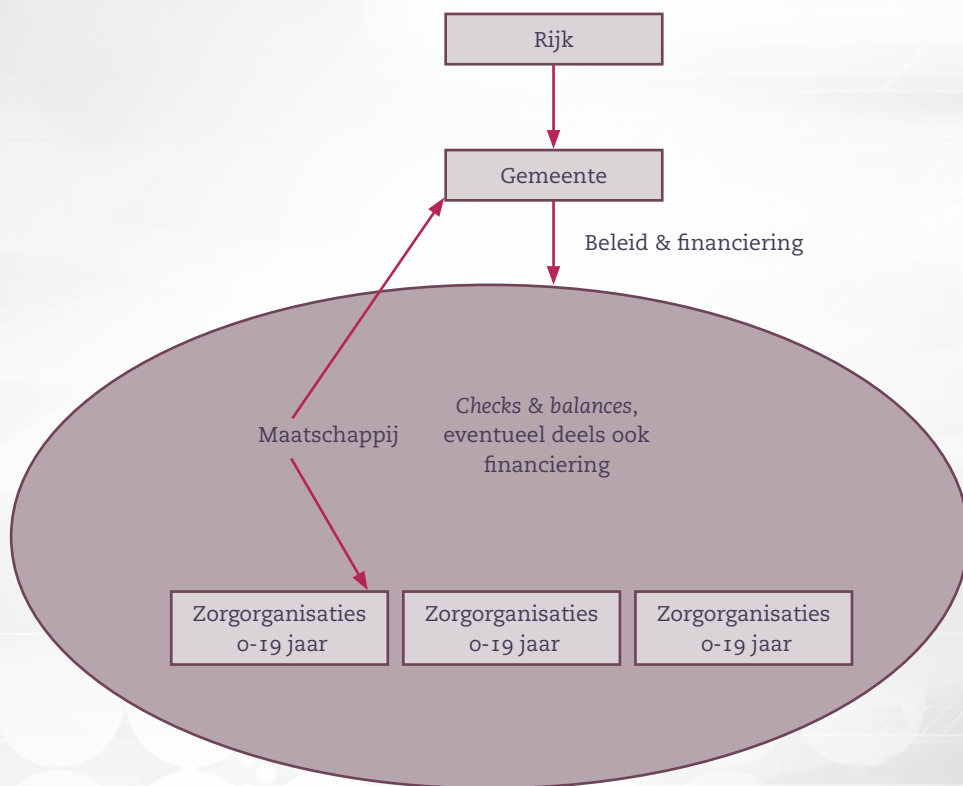 Rijk
Gemeente
Beleid & financiering
Checks & balances,
eventueel deels ook
financiering
Maatschappij
Zorgorganisaties
0-19 jaar
Zorgorganisaties
0-19 jaar
Zorgorganisaties
0-19 jaar